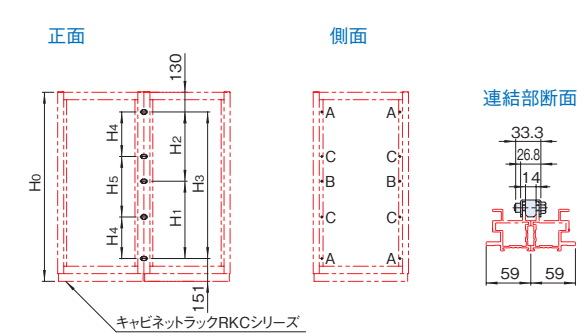 正面
側面
連結部断面
130
H4
H2
H0
H5
H3
H1
H4
151
キャビネットラックRKCシリーズ
A A
C C
B B
C C
A A
33.3
26.8
14
59 59